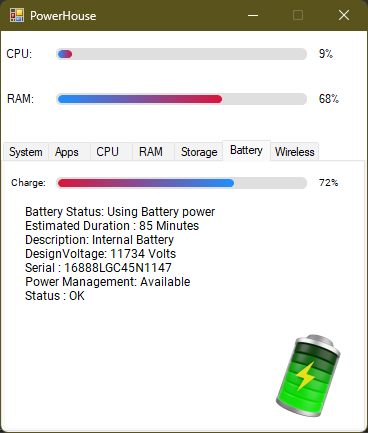 PowerHouse
CPU: 9%
RAM: 68%
System Apps CPU RAM Storage Battery Wireless
Charge: 72%
Battery Status: Using Battery power
Estimated Duration : 85 Minutes
Description: Internal Battery
DesignVoltage: 11734 Volts
Serial : 16888LGC45N1147
Power Management: Available
Status : OK